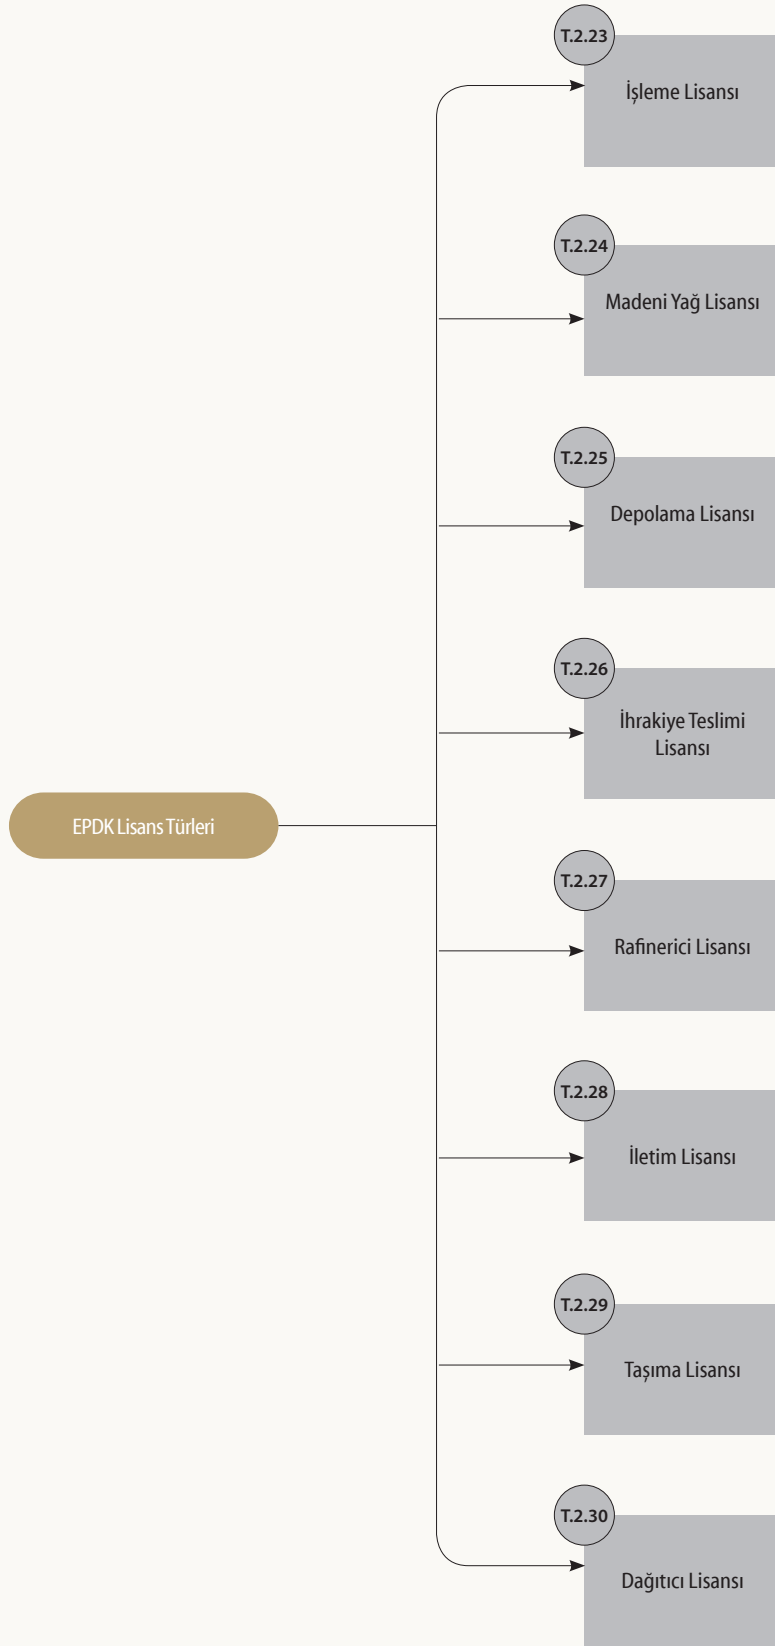 T.2.23
İşleme Lisansı
T.2.24
Madeni Yağ Lisansı
T.2.25
Depolama Lisansı
T.2.26
İhrakiye Teslimi
Lisansı
EPDK Lisans Türleri
T.2.27
Rafinerici Lisansı
T.2.28
İletim Lisansı
T.2.29
Taşıma Lisansı
T.2.30
Dağıtıcı Lisansı